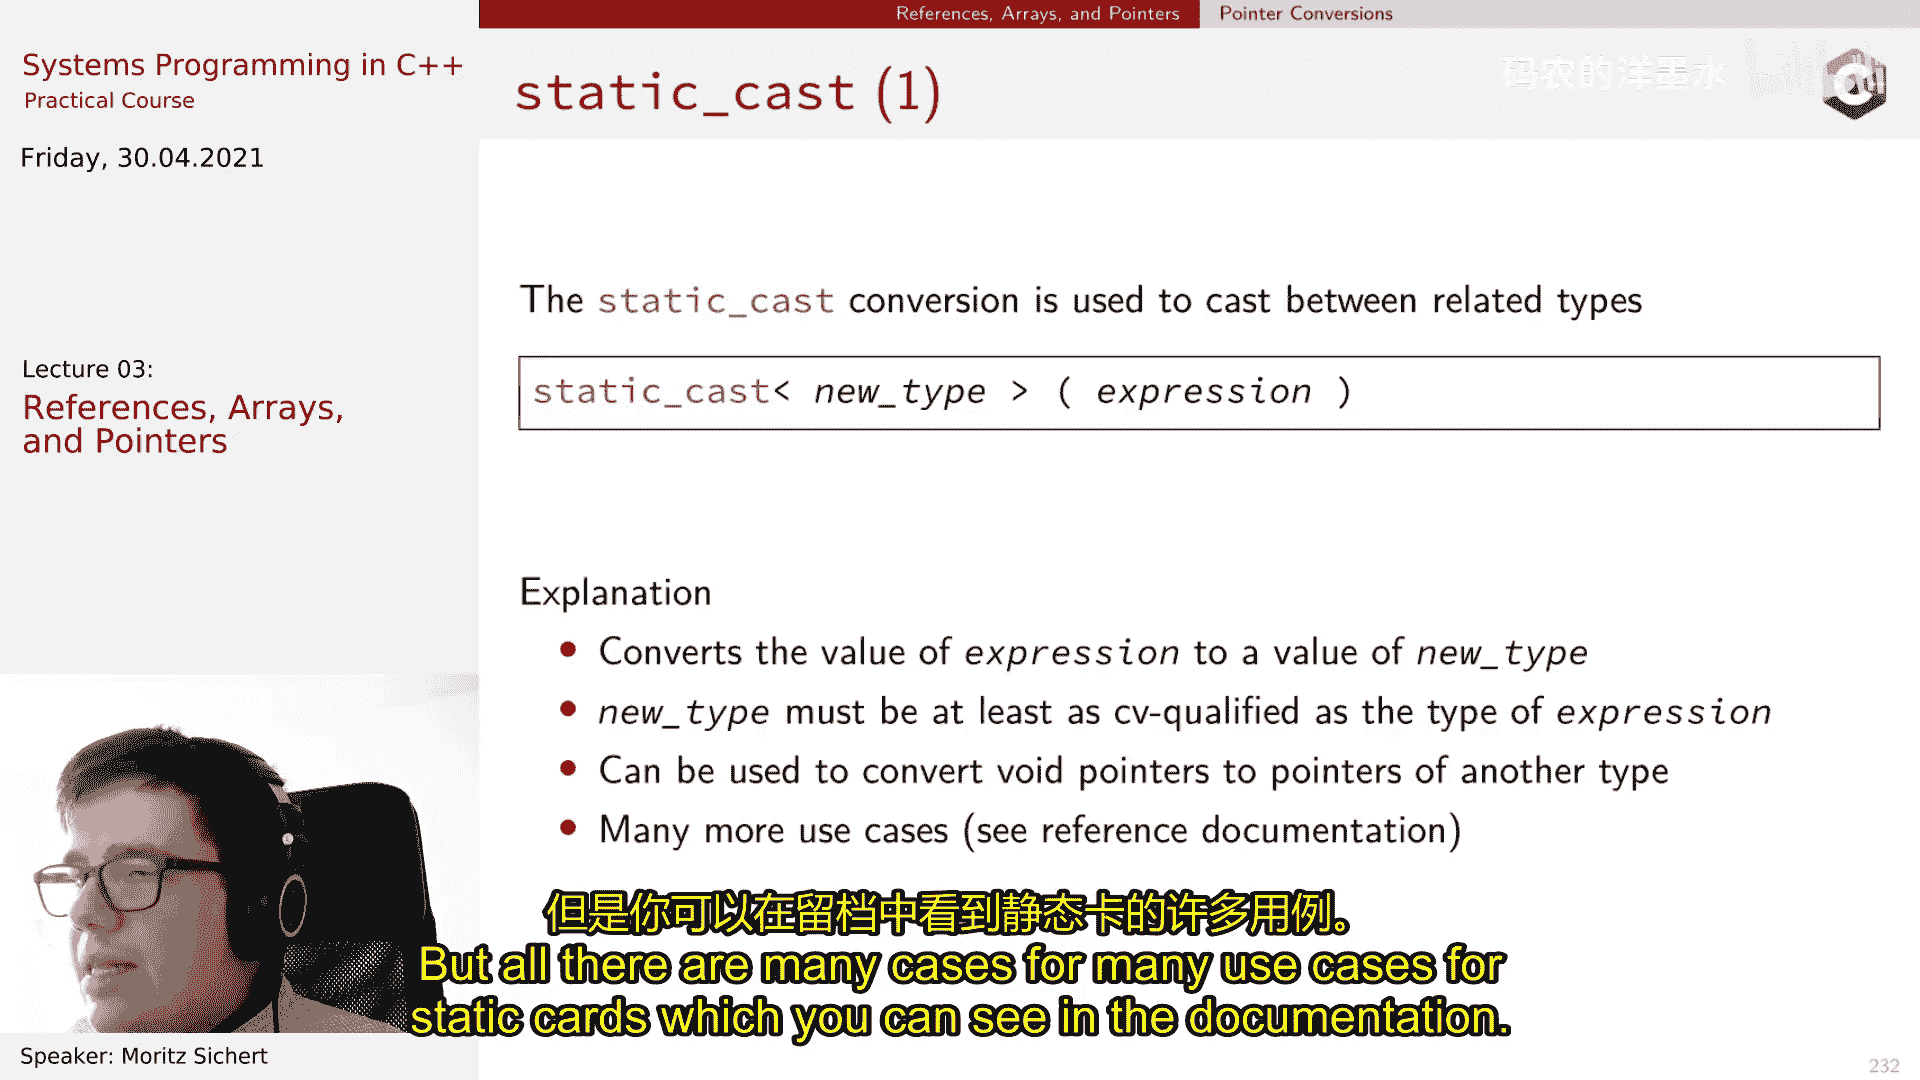 References, Arrays, and Pointers
Pointer Conversions
Systems Programming in C++
Practical Course
Friday, 30.04.2021
static_cast (1)
码农的洋墨水
Lecture 03:
References, Arrays,
and Pointers
The static_cast conversion is used to cast between related types
static_cast< new_type > ( expression )
Explanation
• Converts the value of expression to a value of new_type
• new_type must be at least as cv-qualified as the type of expression
• Can be used to convert void pointers to pointers of another type
• Many more use cases (see reference documentation)
但是你可以在留档中看到静态卡的许多用例。
But all there are many cases for many use cases for
static cards which you can see in the documentation.
Speaker: Moritz Sichert
232